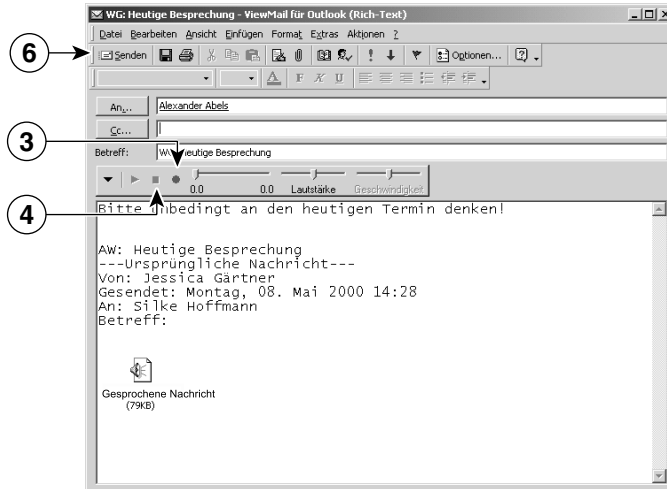 WG: Heutige Besprechung - ViewMail für Outlook (Rich-Text)
Datei Bearbeiten Ansicht Einfügen Format Extras Aktionen ?
6
Senden Optionen...
F K U
An... Alexander Abels
3
Cc...
Betreff: WG: Heutige Besprechung
0.0 0.0 Lautstärke Geschwindigkeit
4
Bitte unbedingt an den heutigen Termin denken!
AW: Heutige Besprechung
---Ursprüngliche Nachricht---
Von: Jessica Gärtner
Gesendet: Montag, 08. Mai 2000 14:28
An: Silke Hoffmann
Betreff:
Gesprochene Nachricht
(79KB)